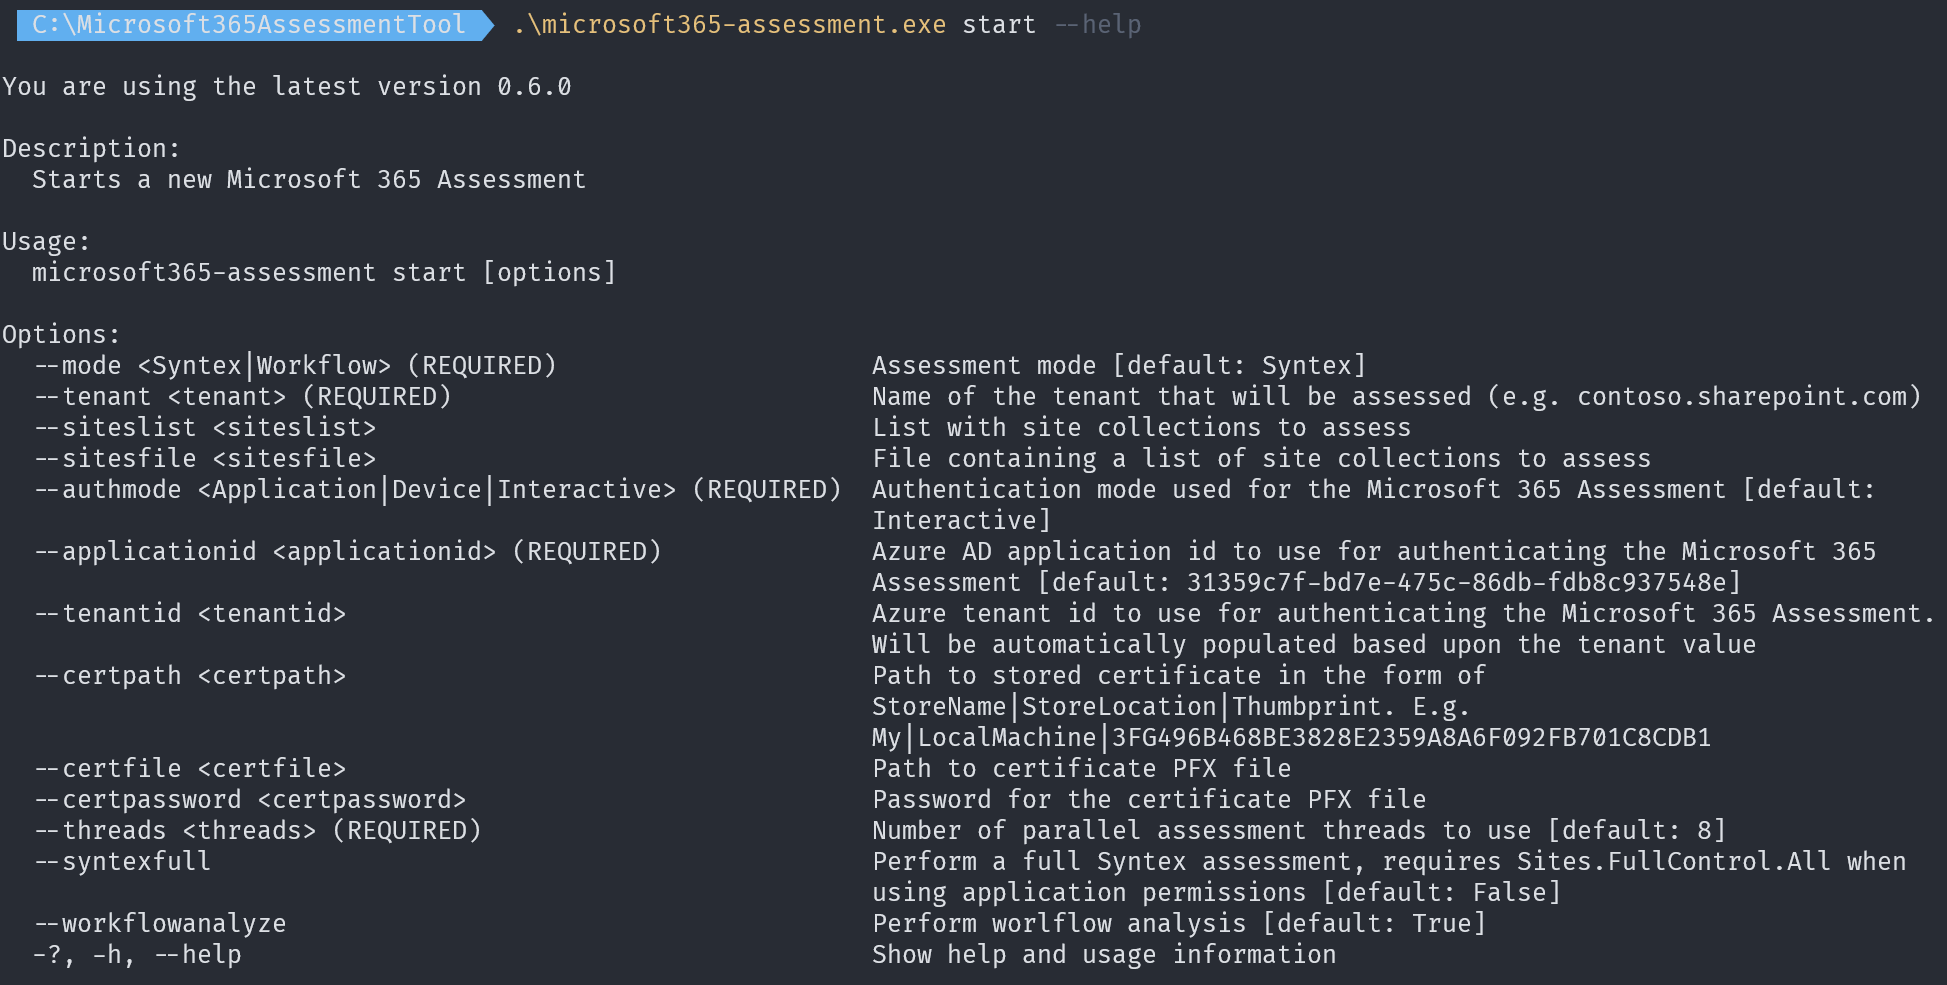 C:\Microsoft365AssessmentTool .\microsoft365-assessment.exe start --help
You are using the latest version 0.6.0
Description:
Starts a new Microsoft 365 Assessment
Usage:
microsoft365-assessment start [options]
Options:
--mode <Syntex|Workflow> (REQUIRED) Assessment mode [default: Syntex]
--tenant <tenant> (REQUIRED) Name of the tenant that will be assessed (e.g. contoso.sharepoint.com)
--siteslist <siteslist> List with site collections to assess
--sitesfile <sitesfile> File containing a list of site collections to assess
--authmode <Application|Device|Interactive> (REQUIRED) Authentication mode used for the Microsoft 365 Assessment [default:
Interactive]
--applicationid <applicationid> (REQUIRED) Azure AD application id to use for authenticating the Microsoft 365
Assessment [default: 31359c7f-bd7e-475c-86db-fdb8c937548e]
--tenantid <tenantid> Azure tenant id to use for authenticating the Microsoft 365 Assessment.
Will be automatically populated based upon the tenant value
--certpath <certpath> Path to stored certificate in the form of
StoreName|StoreLocation|Thumbprint. E.g.
My|LocalMachine|3FG496B468BE3828E2359A8A6F092FB701C8CDB1
--certfile <certfile> Path to certificate PFX file
--certpassword <certpassword> Password for the certificate PFX file
--threads <threads> (REQUIRED) Number of parallel assessment threads to use [default: 8]
--syntexfull Perform a full Syntex assessment, requires Sites.FullControl.All when
using application permissions [default: False]
--workflowanalyze Perform worlflow analysis [default: True]
-?, -h, --help Show help and usage information